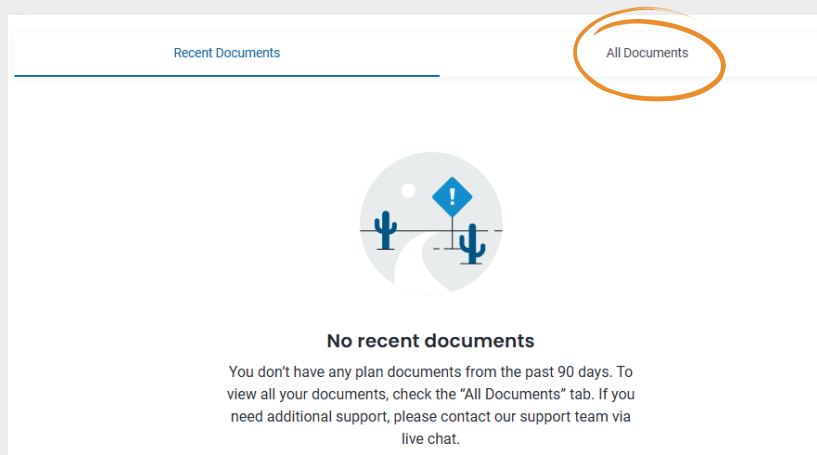 Recent Documents
All Documents
!
No recent documents
You don't have any plan documents from the past 90 days. To
view all your documents, check the “All Documents” tab. If you
need additional support, please contact our support team via
live chat.